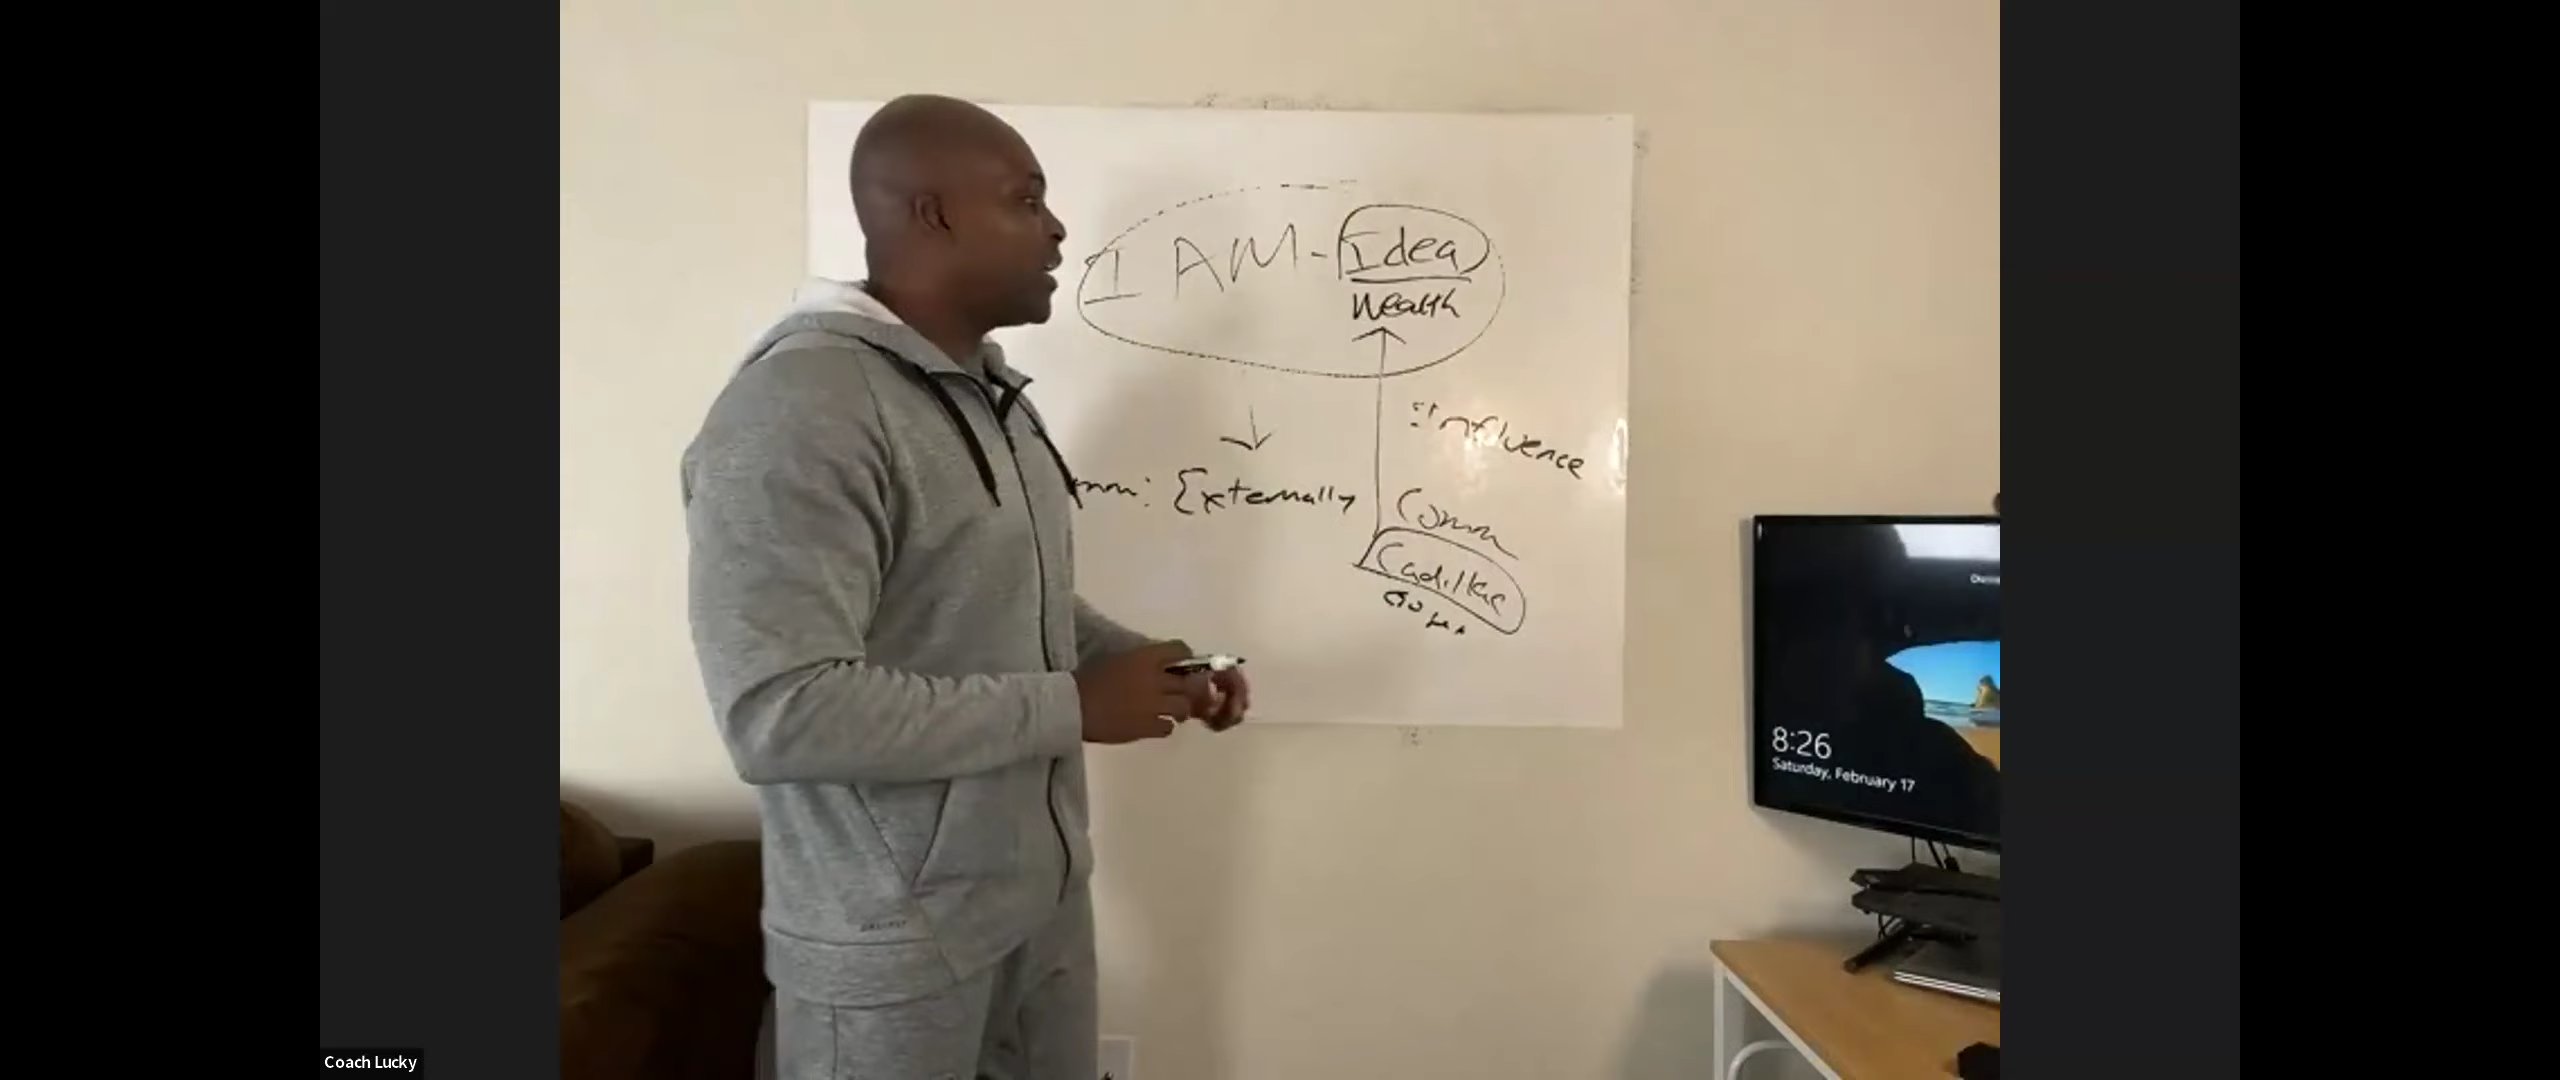 I AM - Idea
Wealth
Influence
Externally
Comm
Cadillac
8:26
Saturday, February 17
Coach Lucky